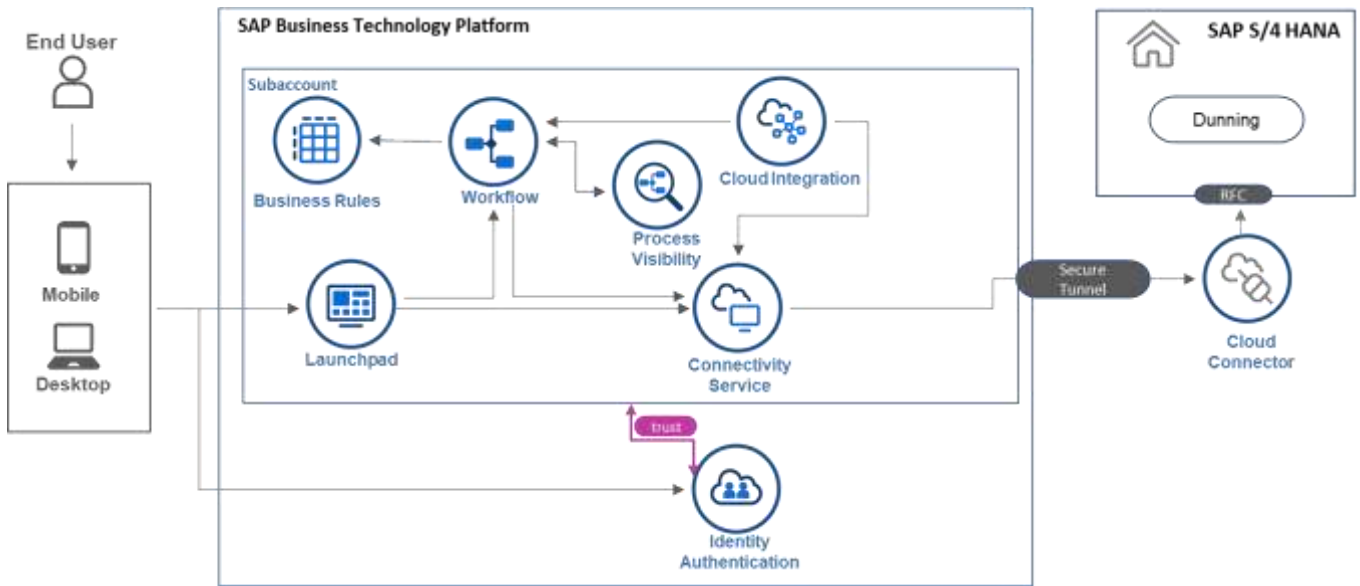 End User
Mobile
Desktop
SAP Business Technology Platform
Subaccount
Business Rules
Workflow
Process
Visibility
Cloud Integration
Launchpad
Connectivity
Service
trust
Identity
Authentication
Secure
Tunnel
SAP S/4 HANA
Dunning
RFC
Cloud
Connector